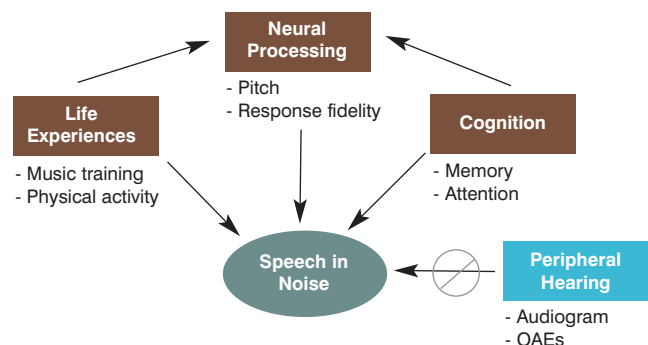 Neural
Processing
- Pitch
- Response fidelity
Life
Experiences
- Music training
- Physical activity
Cognition
- Memory
- Attention
Speech in
Noise
Peripheral
Hearing
- Audiogram
- OAEs